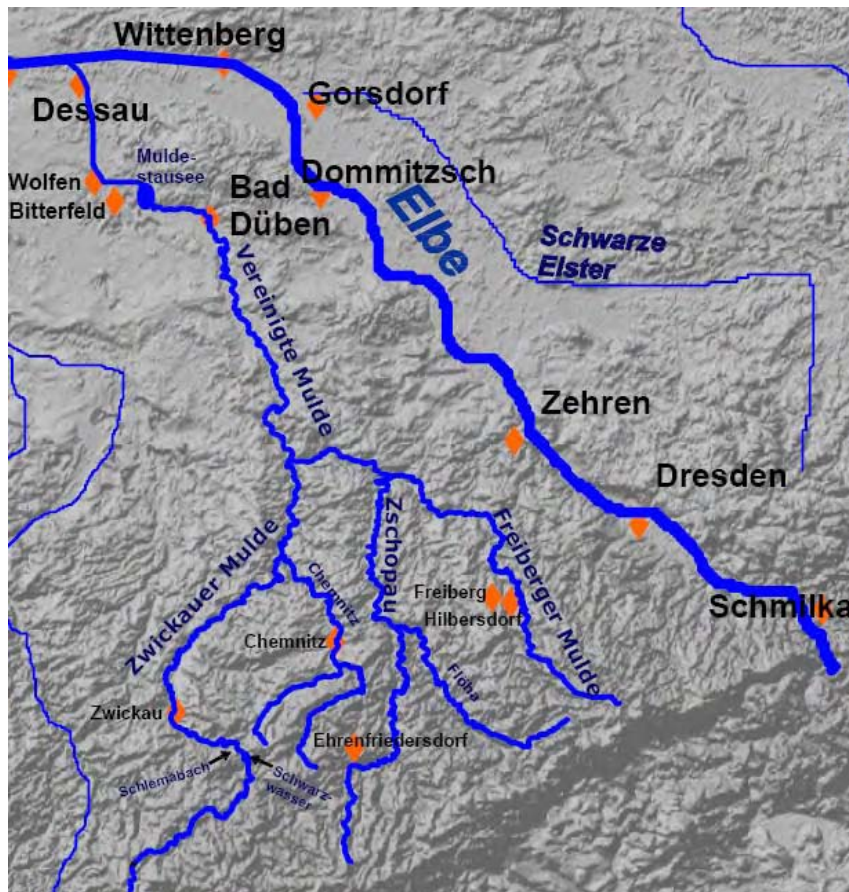 Wittenberg
Dessau
Gorsdorf
Mulde-
stausee
Dommitzsch
Wolfen
Bitterfeld
Bad
Düben
Elbe
Schwarze
Elster
Vereinigte Mulde
Zehren
Dresden
Zwickauer Mulde
Chemnitz
Zschopau
Freiberger Mulde
Freiberg
Hilbersdorf
Schmilka
Chemnitz
Flöha
Zwickau
Ehrenfriedersdorf
Schlemabach
Schwarz-
wasser